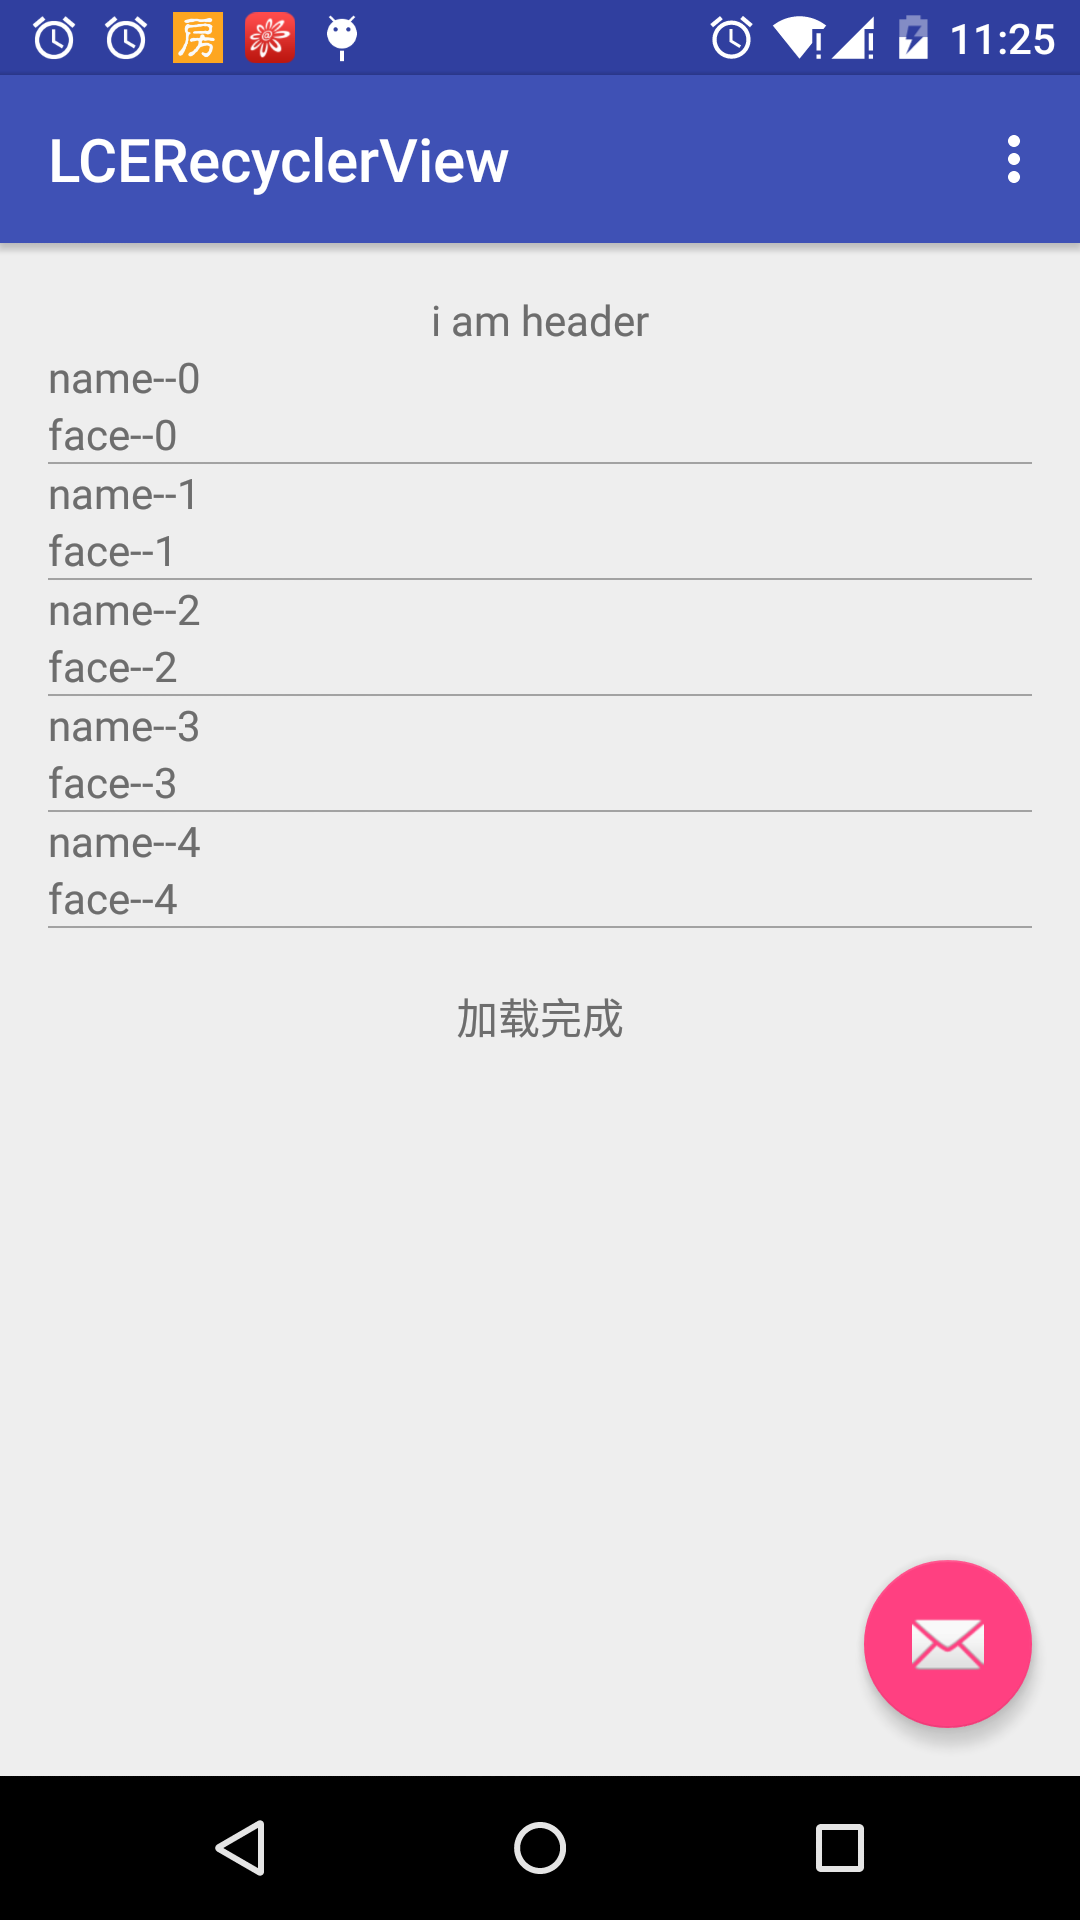 房 11:25
LCERecyclerView
i am header
name--0
face--0
name--1
face--1
name--2
face--2
name--3
face--3
name--4
face--4
加载完成